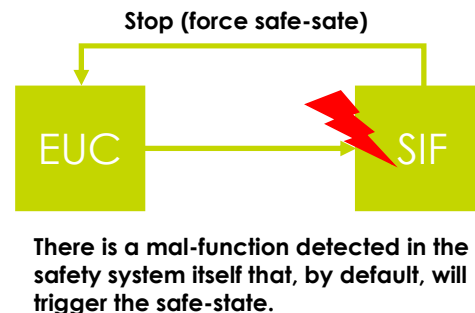 Stop (force safe-sate)
EUC
SIF
There is a mal-function detected in the
safety system itself that, by default, will
trigger the safe-state.